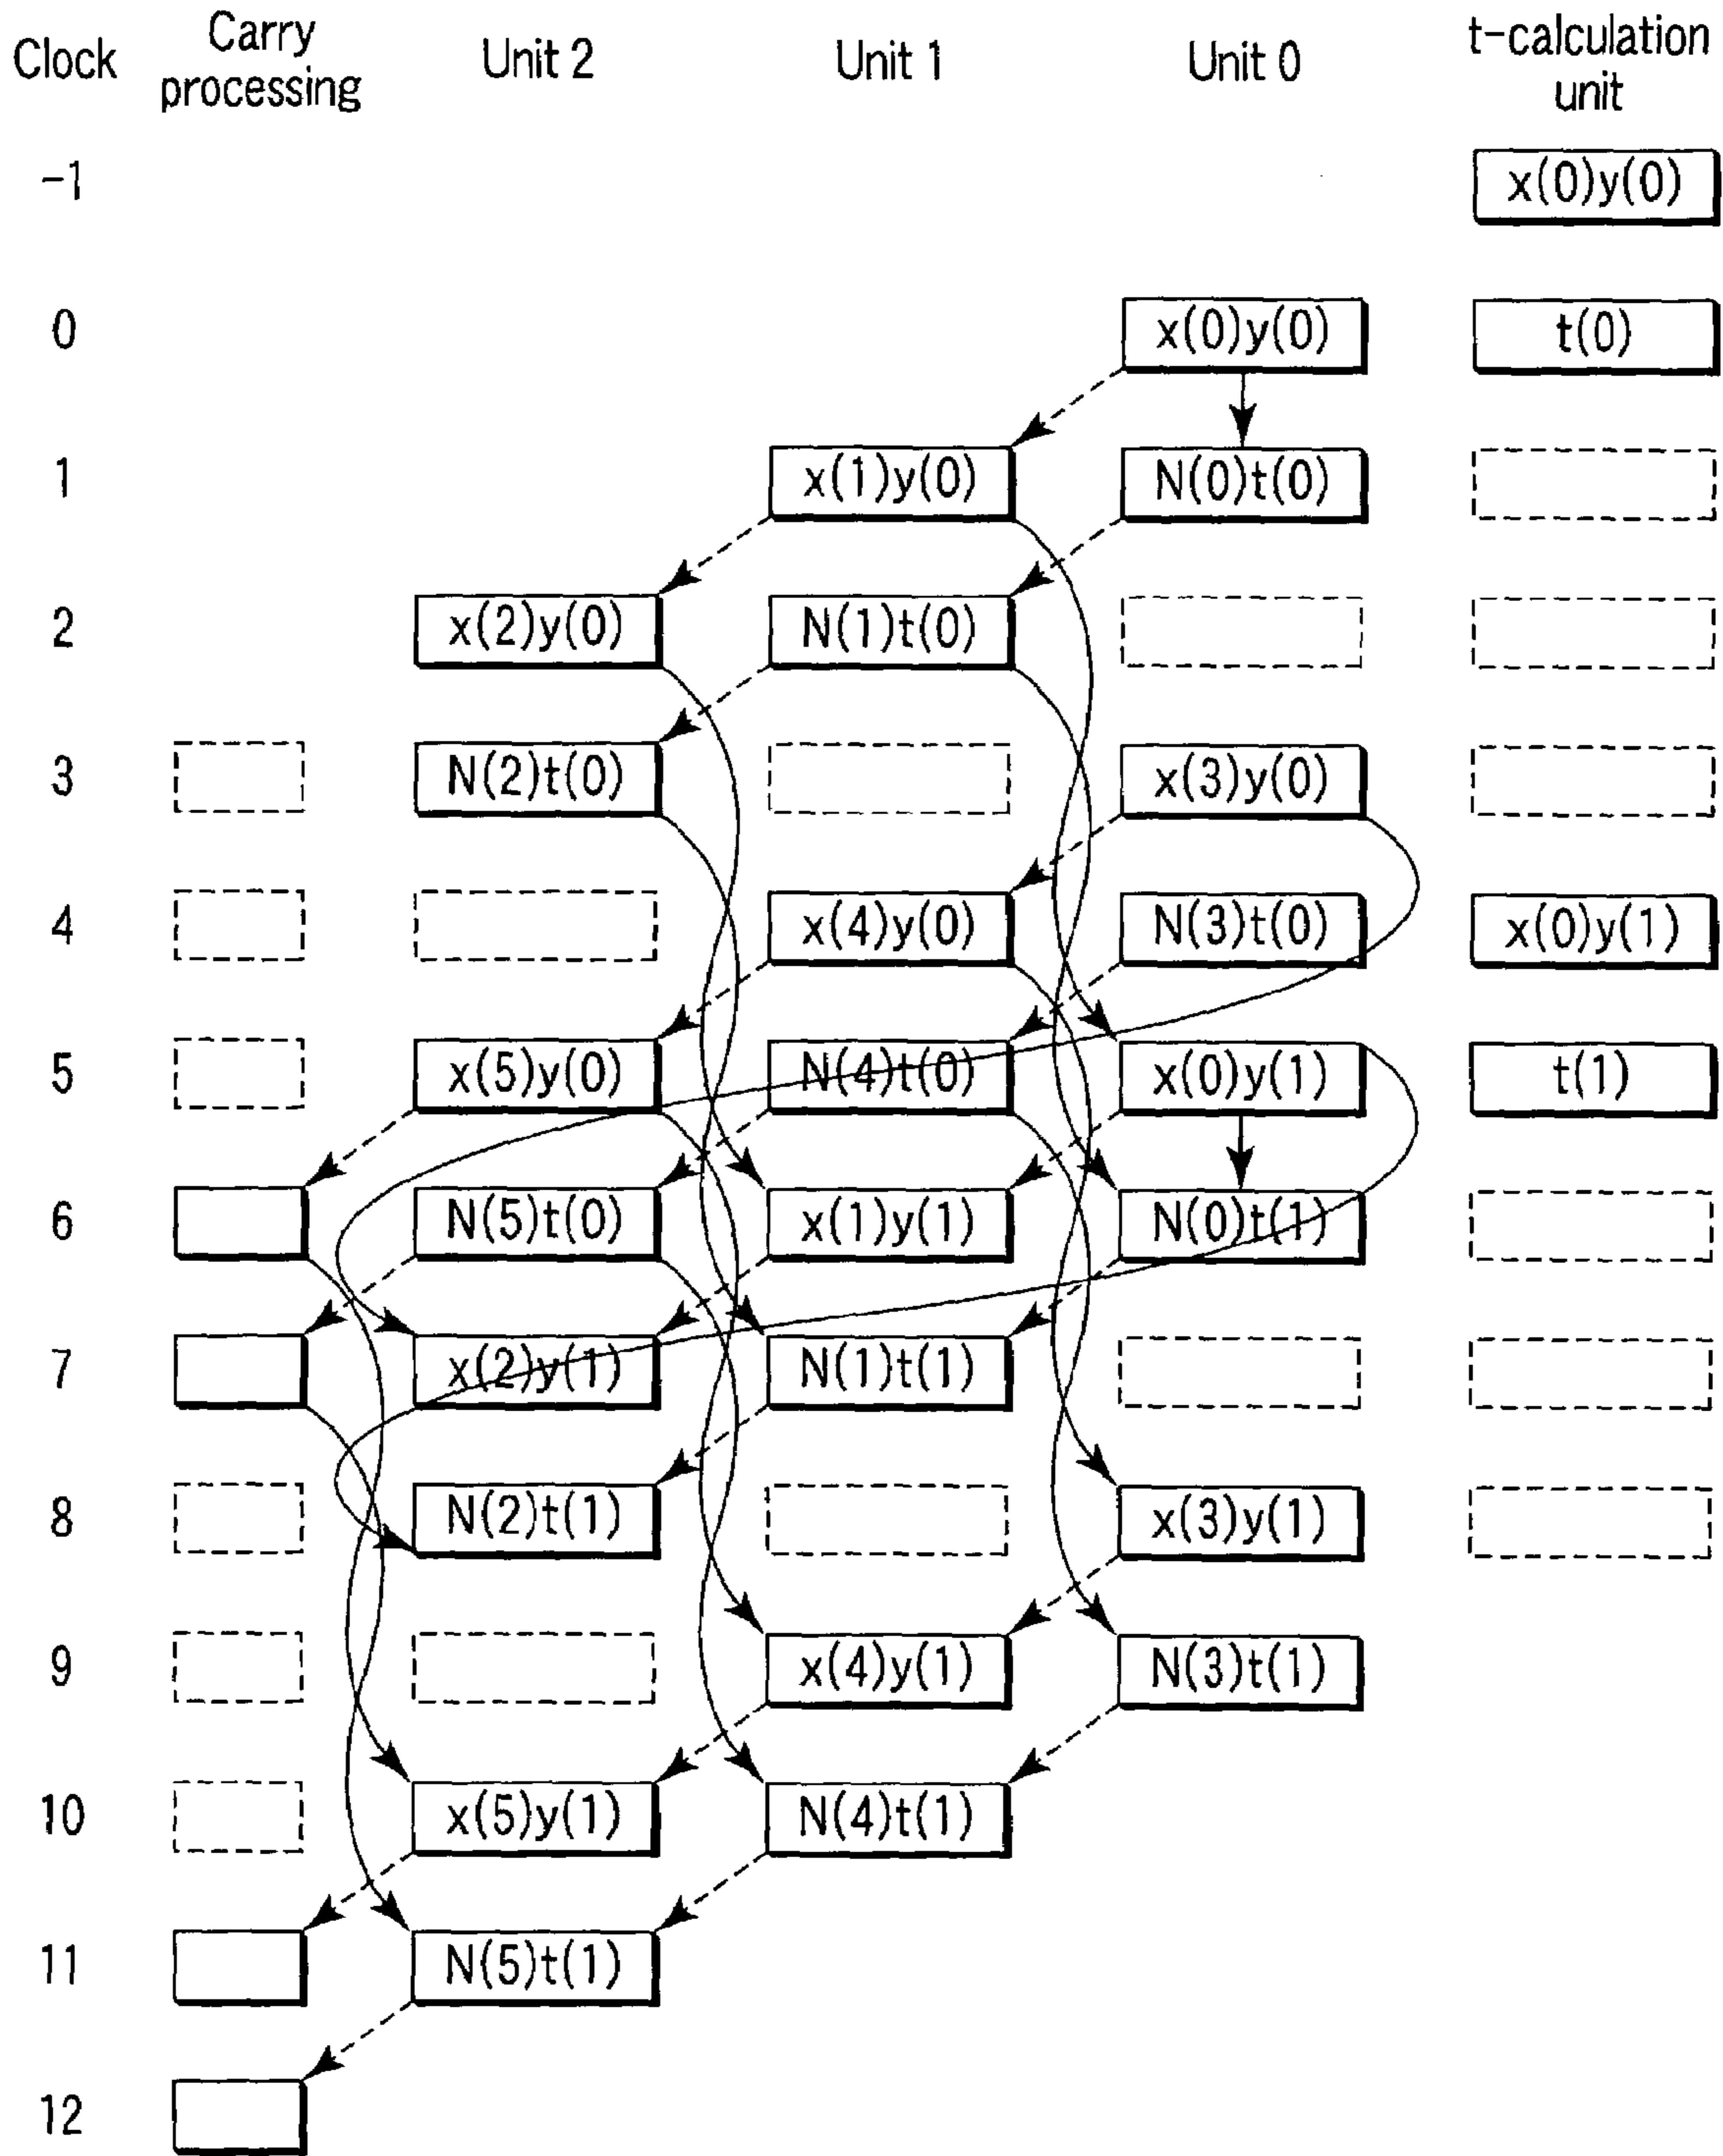 Clock Carry processing Unit 2 Unit 1 Unit 0 t-calculation unit
-1 x(0)y(0)
0 x(0)y(0) t(0)
1 x(1)y(0) N(0)t(0)
2 x(2)y(0) N(1)t(0)
3 N(2)t(0) x(3)y(0)
4 x(4)y(0) N(3)t(0) x(0)y(1)
5 x(5)y(0) N(4)t(0) x(0)y(1) t(1)
6 N(5)t(0) x(1)y(1) N(0)t(1)
7 x(2)y(1) N(1)t(1)
8 N(2)t(1) x(3)y(1)
9 x(4)y(1) N(3)t(1)
10 x(5)y(1) N(4)t(1)
11 N(5)t(1)
12